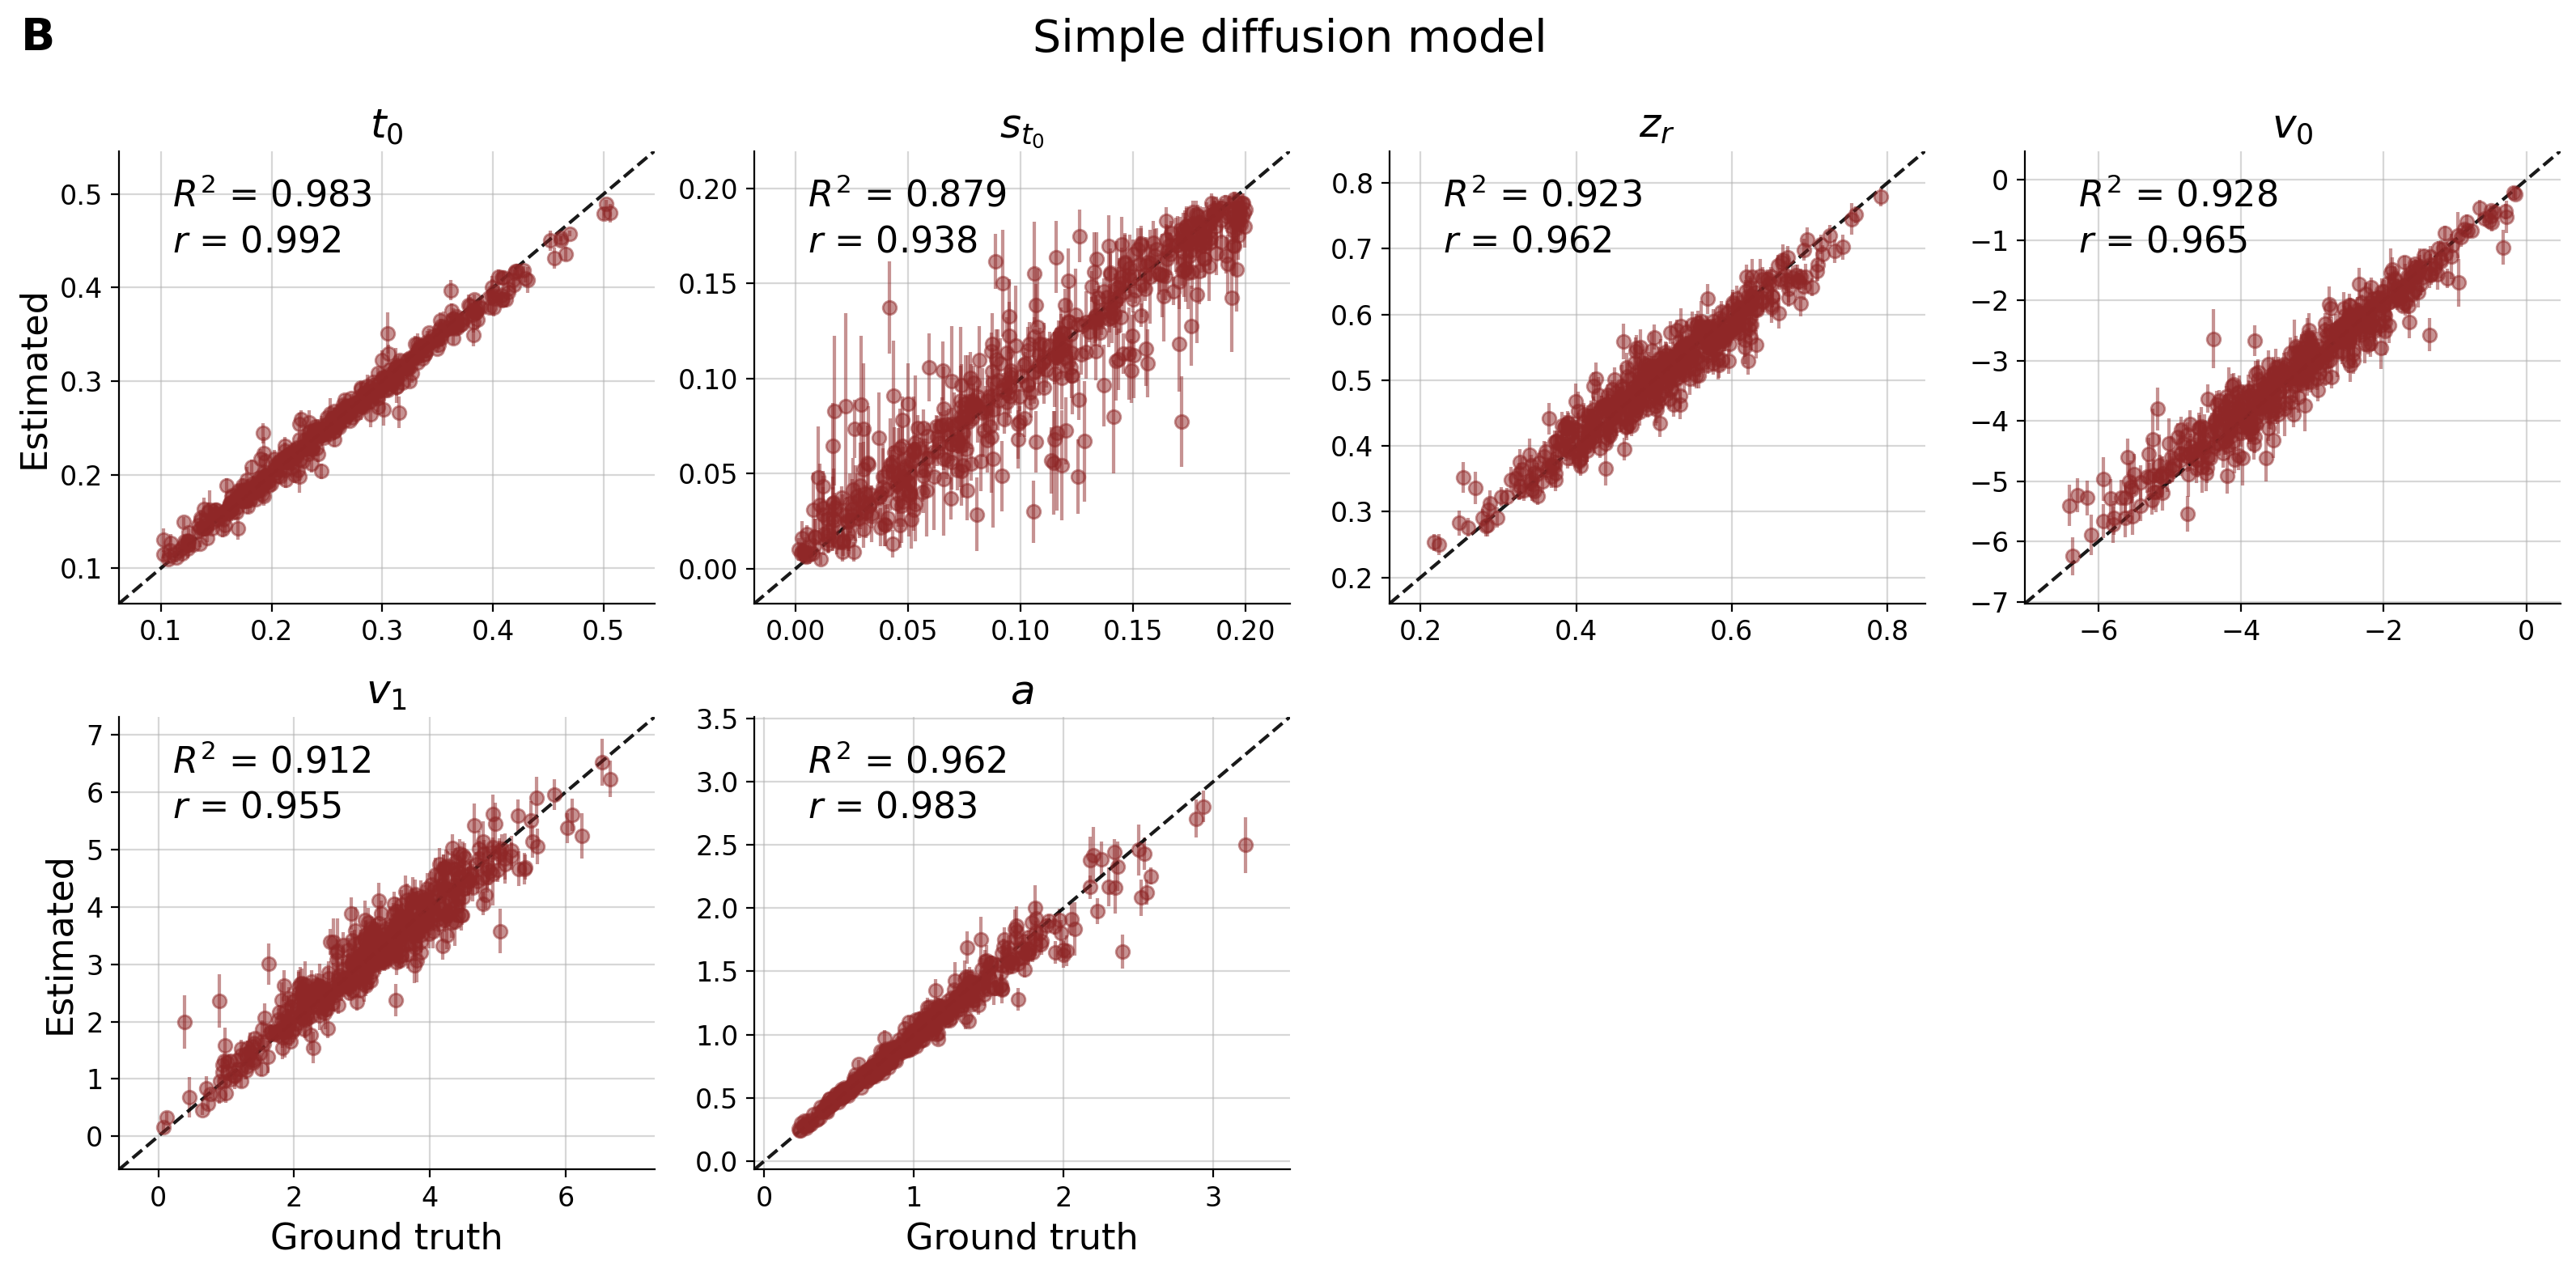 B
Simple diffusion model
t₀
R² = 0.983
r = 0.992
Estimated
0.5
0.4
0.3
0.2
0.1
0.1 0.2 0.3 0.4 0.5
s_{t₀}
R² = 0.879
r = 0.938
0.20
0.15
0.10
0.05
0.00
0.00 0.05 0.10 0.15 0.20
z_r
R² = 0.923
r = 0.962
0.8
0.7
0.6
0.5
0.4
0.3
0.2
0.2 0.4 0.6 0.8
v₀
R² = 0.928
r = 0.965
0
−1
−2
−3
−4
−5
−6
−7
−6 −4 −2 0
v₁
R² = 0.912
r = 0.955
Estimated
7
6
5
4
3
2
1
0
0 2 4 6
Ground truth
a
R² = 0.962
r = 0.983
3.5
3.0
2.5
2.0
1.5
1.0
0.5
0.0
0 1 2 3
Ground truth